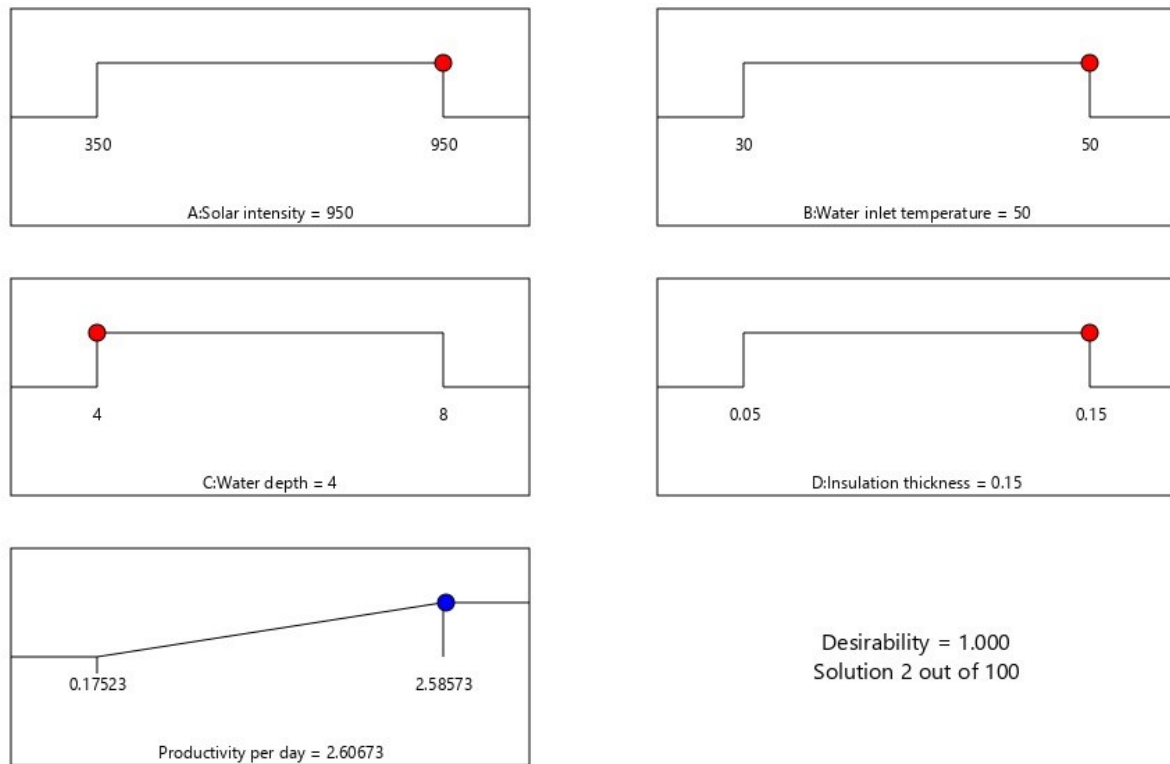 350 950
A:Solar intensity = 950
30 50
B:Water inlet temperature = 50
4 8
C:Water depth = 4
0.05 0.15
D:Insulation thickness = 0.15
0.17523 2.58573
Productivity per day = 2.60673
Desirability = 1.000
Solution 2 out of 100